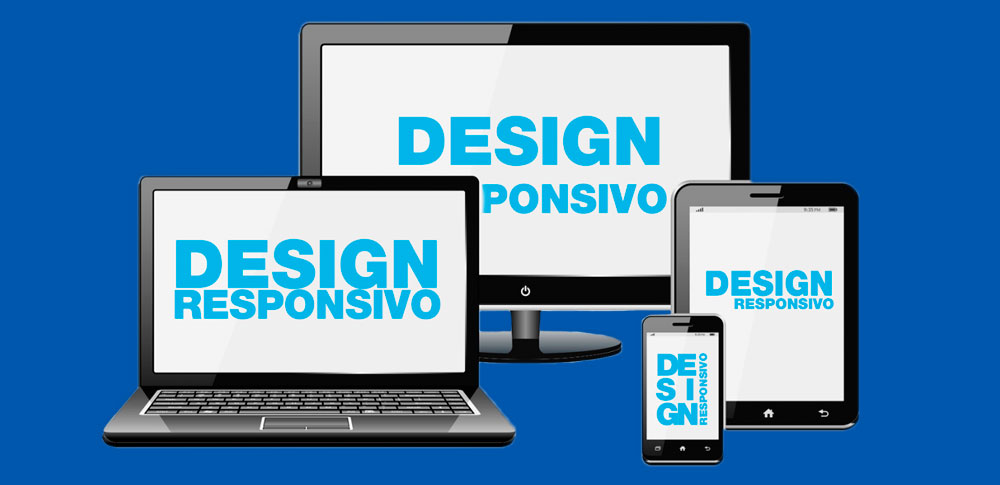 DESIGN
PONSIVO
DESIGN
RESPONSIVO
DESIGN
RESPONSIVO
DE
SI
GN
RESPONSIVO